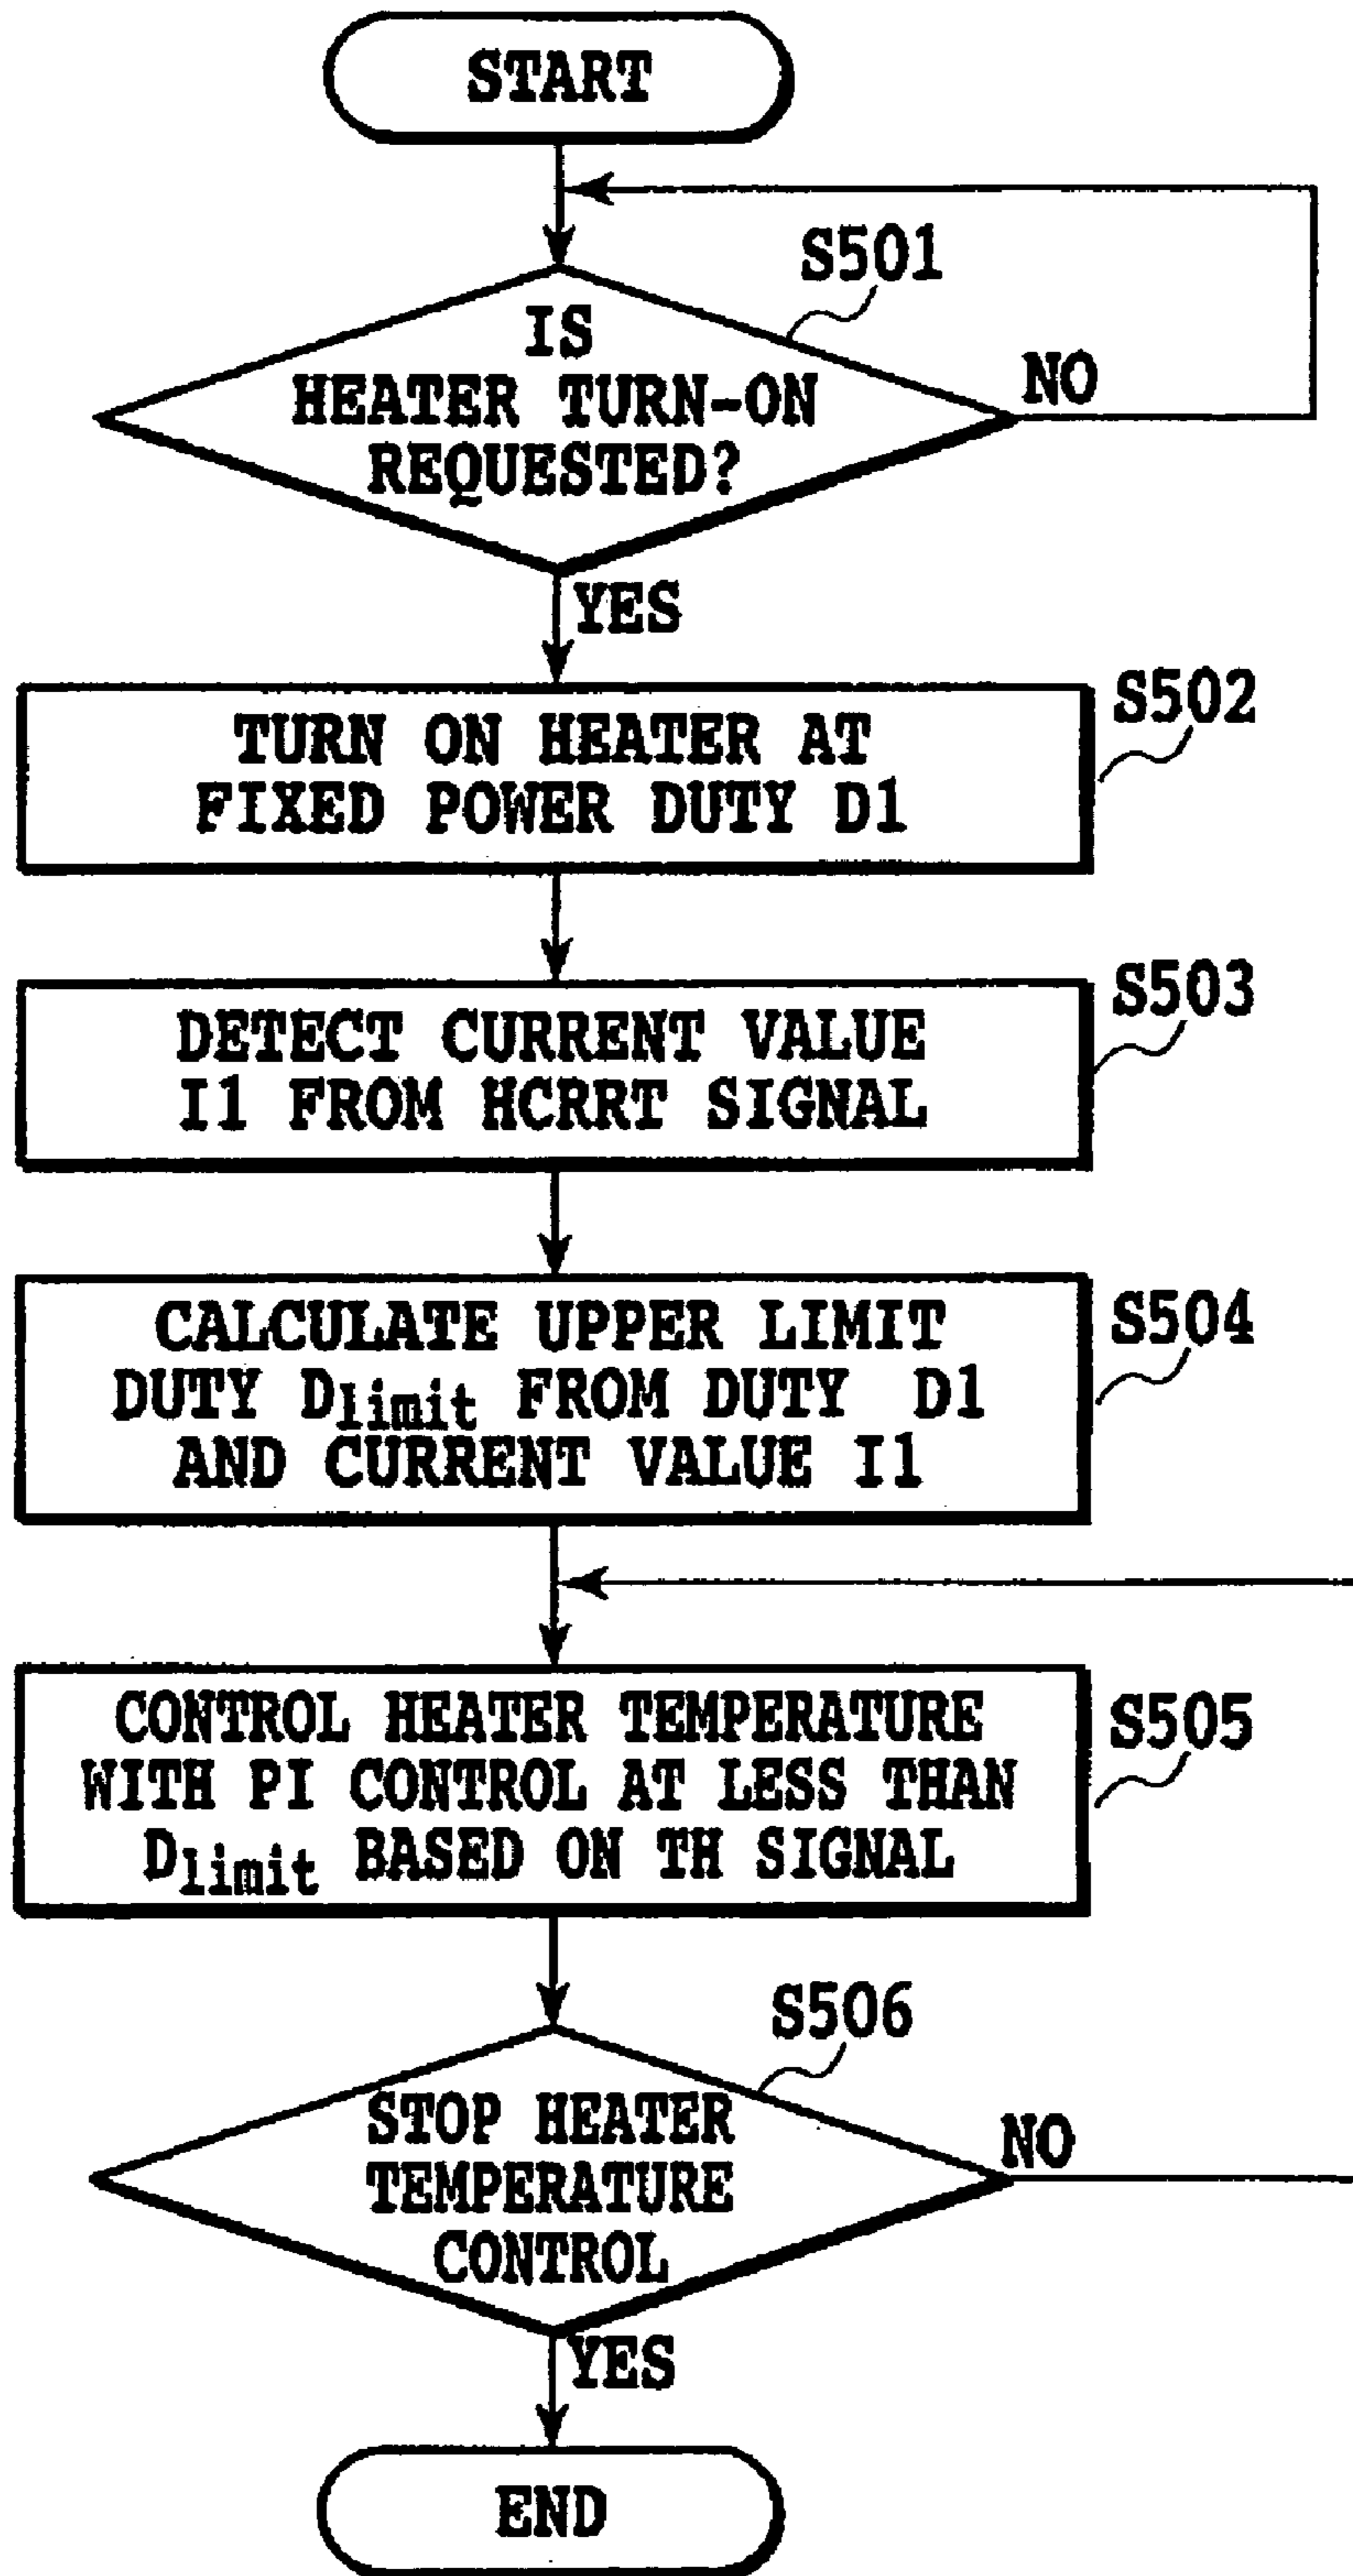 START
S501
IS
HEATER TURN-ON
REQUESTED?
NO
YES
S502
TURN ON HEATER AT
FIXED POWER DUTY D1
S503
DETECT CURRENT VALUE
I1 FROM HCRRT SIGNAL
S504
CALCULATE UPPER LIMIT
DUTY Dlimit FROM DUTY D1
AND CURRENT VALUE I1
S505
CONTROL HEATER TEMPERATURE
WITH PI CONTROL AT LESS THAN
Dlimit BASED ON TH SIGNAL
S506
STOP HEATER
TEMPERATURE
CONTROL
NO
YES
END